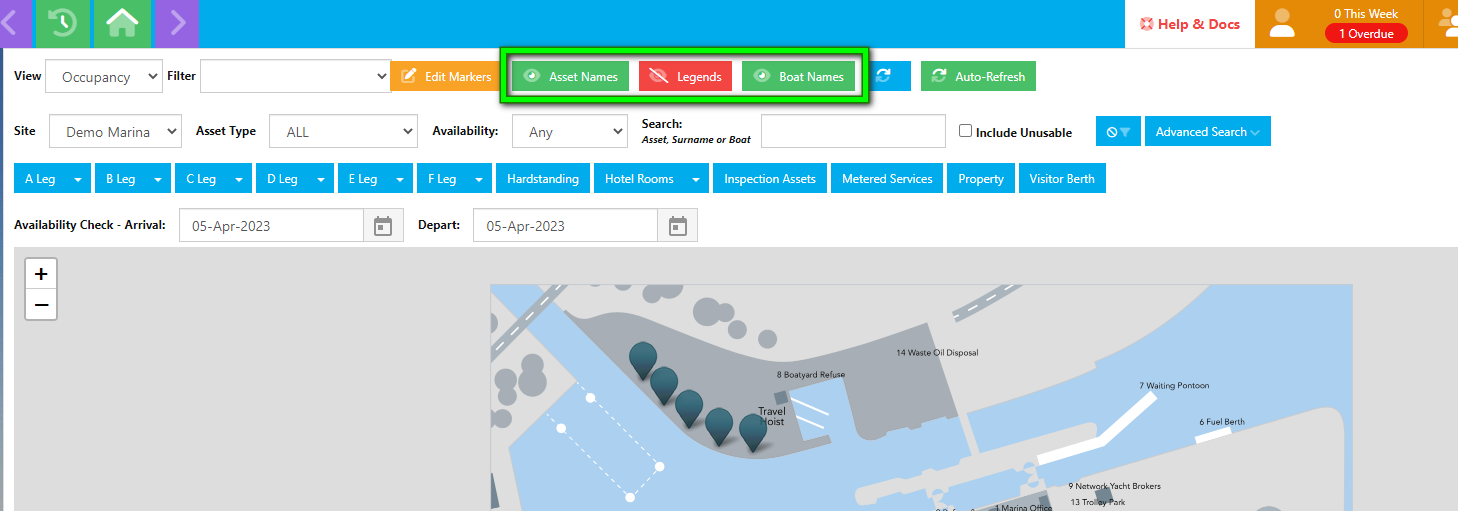 Help & Docs
0 This Week
1 Overdue
View Occupancy Filter Edit Markers Asset Names Legends Boat Names Auto-Refresh
Site Demo Marina Asset Type ALL Availability: Any Search: Include Unusable Advanced Search
Asset, Surname or Boat
A Leg B Leg C Leg D Leg E Leg F Leg Hardstanding Hotel Rooms Inspection Assets Metered Services Property Visitor Berth
Availability Check - Arrival: 05-Apr-2023 Depart: 05-Apr-2023
+
−
14 Waste Oil Disposal
8 Boatyard Refuse
7 Waiting Pontoon
Travel
Hoist
6 Fuel Berth
9 Network Yacht Brokers
13 Trolley Park
1 Marina Office